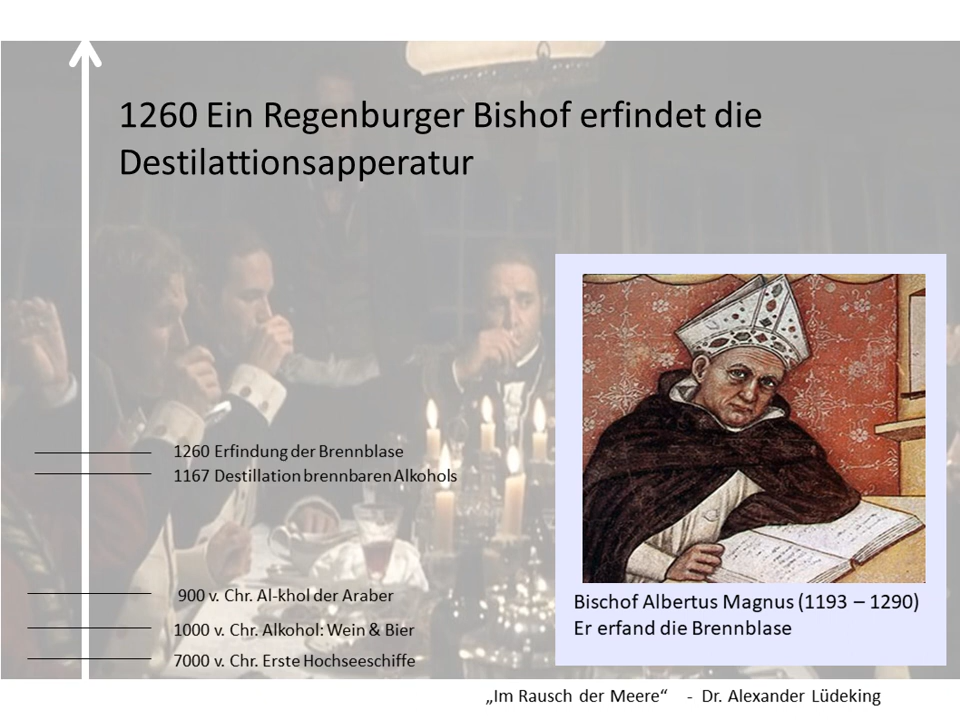 1260 Ein Regenburger Bishof erfindet die
Destilattionsapperatur
1260 Erfindung der Brennblase
1167 Destillation brennbaren Alkohols
900 v. Chr. Al-khol der Araber
1000 v. Chr. Alkohol: Wein & Bier
7000 v. Chr. Erste Hochseeschiffe
Bischof Albertus Magnus (1193 – 1290)
Er erfand die Brennblase
„Im Rausch der Meere“ - Dr. Alexander Lüdeking